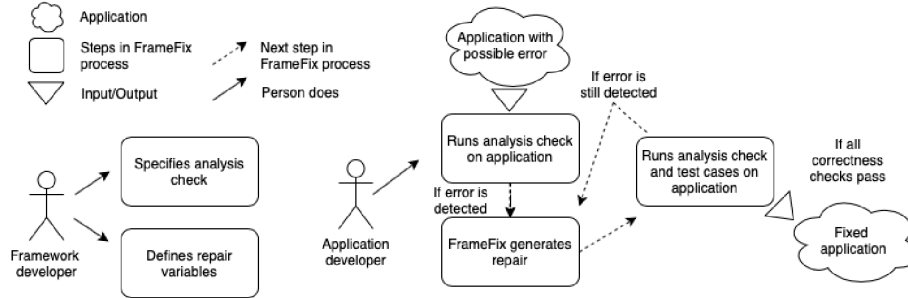 Application
Steps in FrameFix
process
Input/Output
Next step in
FrameFix process
Person does
Framework
developer
Specifies analysis
check
Defines repair
variables
Application
developer
Application with
possible error
Runs analysis check
on application
If error is
detected
FrameFix generates
repair
If error is
still detected
Runs analysis check
and test cases on
application
If all
correctness
checks pass
Fixed
application